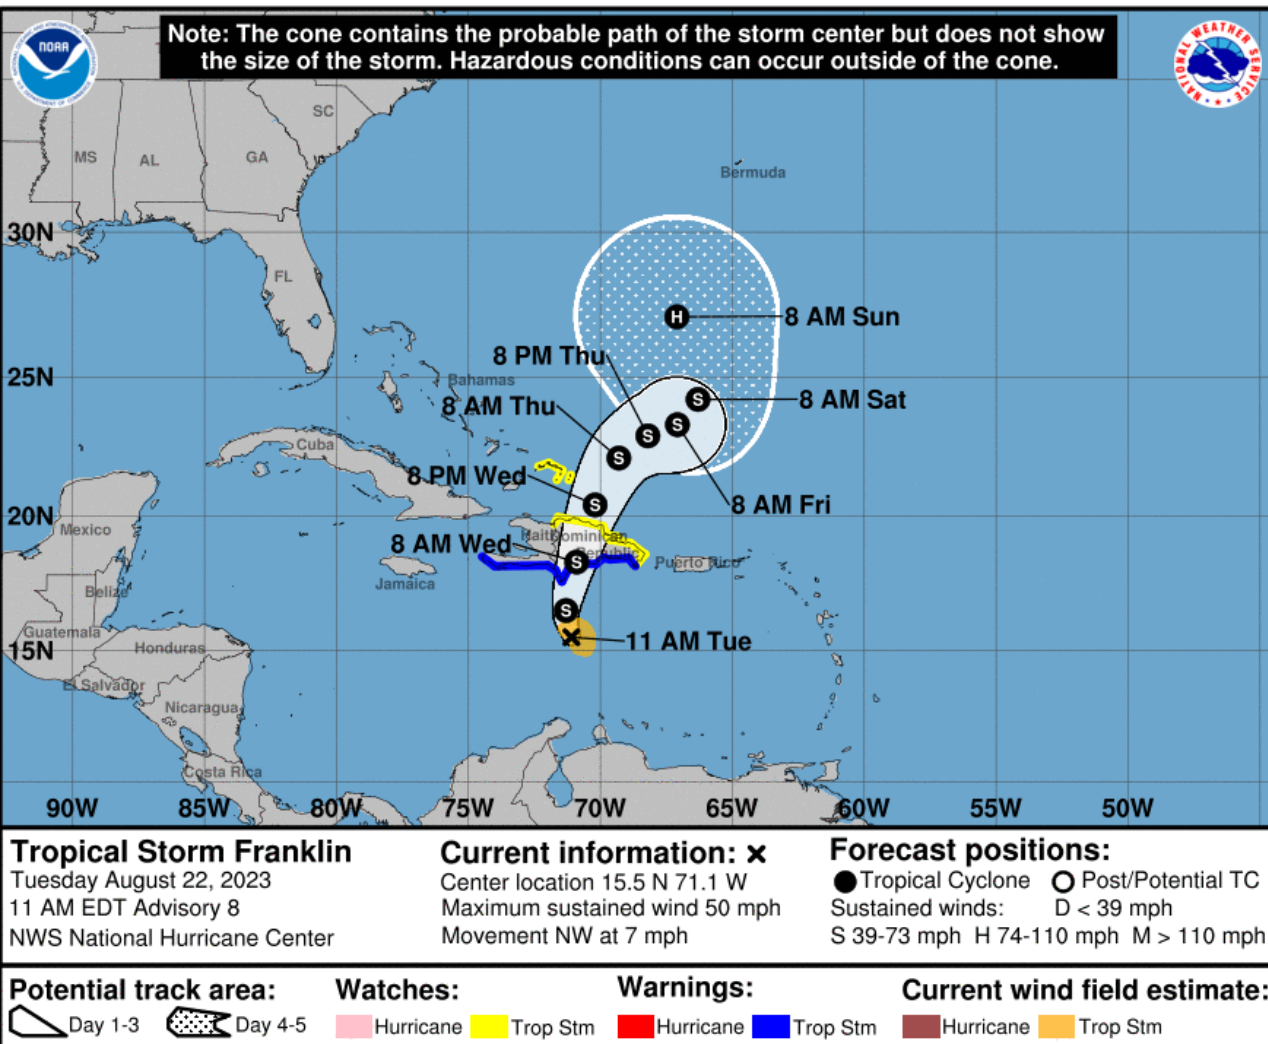 Note: The cone contains the probable path of the storm center but does not show
the size of the storm. Hazardous conditions can occur outside of the cone.
NOAA
NATIONAL WEATHER SERVICE
SC
MS
AL
GA
Bermuda
30N
FL
8 AM Sun
8 PM Thu
25N
Bahamas
8 AM Sat
8 AM Thu
Cuba
8 PM Wed
8 AM Fri
20N
Mexico
Haiti
Dominican
Republic
8 AM Wed
Puerto Rico
Jamaica
Belize
Guatemala
11 AM Tue
15N
Honduras
El Salvador
Nicaragua
Costa Rica
90W
85W
80W
75W
70W
65W
60W
55W
50W
H
S
S
S
S
S
S
S
Tropical Storm Franklin
Tuesday August 22, 2023
11 AM EDT Advisory 8
NWS National Hurricane Center
Current information: x
Center location 15.5 N 71.1 W
Maximum sustained wind 50 mph
Movement NW at 7 mph
Forecast positions:
Tropical Cyclone Post/Potential TC
Sustained winds: D < 39 mph
S 39-73 mph H 74-110 mph M > 110 mph
Potential track area:
Day 1-3 Day 4-5
Watches:
Hurricane Trop Stm
Warnings:
Hurricane Trop Stm
Current wind field estimate:
Hurricane Trop Stm